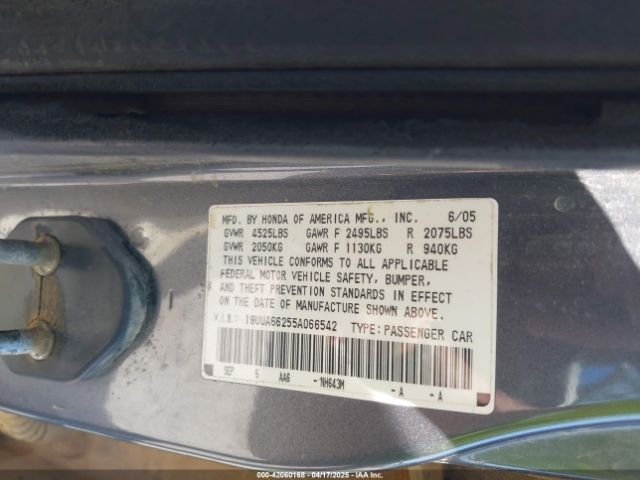 MFD. BY HONDA OF AMERICA MFG., INC. 6/05
GVWR 4525LBS GAWR F 2495LBS R 2075LBS
GVWR 2050KG GAWR F 1130KG R 940KG
THIS VEHICLE CONFORMS TO ALL APPLICABLE
FEDERAL MOTOR VEHICLE SAFETY, BUMPER,
AND THEFT PREVENTION STANDARDS IN EFFECT
ON THE DATE OF MANUFACTURE SHOWN ABOVE.
V.I.N.: 19UUA66255A066542 TYPE: PASSENGER CAR
SEP 5 AA6 - NH643M - A - A
000-42060168 - 04/17/2025 - IAA Inc.